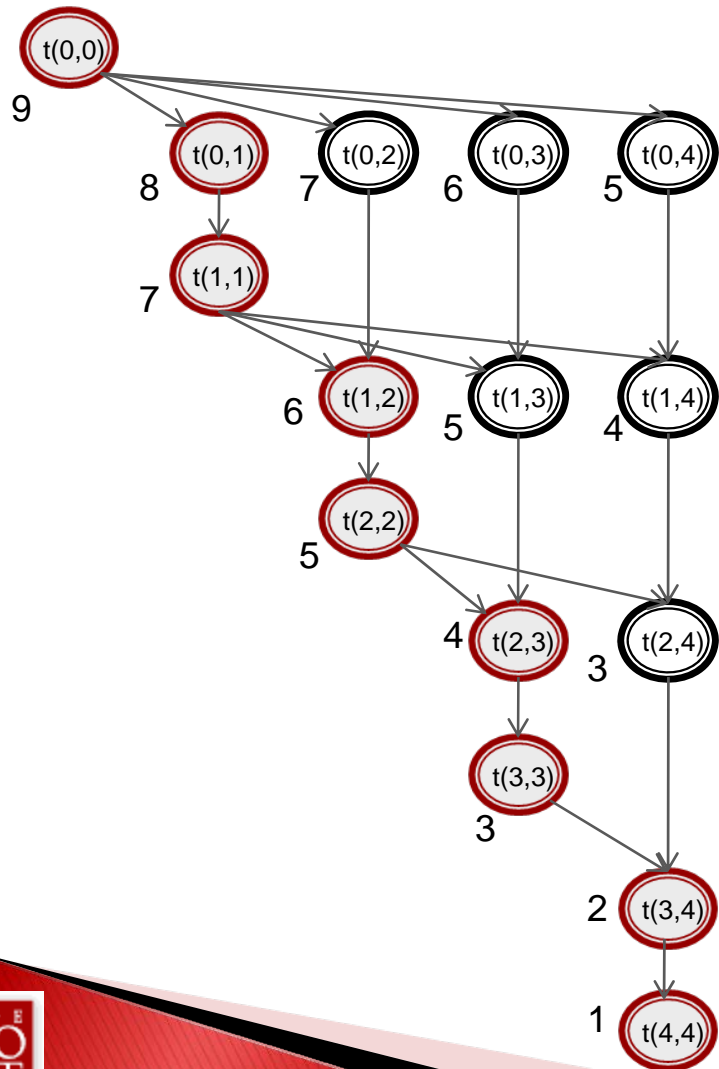 t(0,0)
9
t(0,1) t(0,2) t(0,3) t(0,4)
8 7 6 5
t(1,1)
7
t(1,2) t(1,3) t(1,4)
6 5 4
t(2,2)
5
t(2,3) t(2,4)
4 3
t(3,3)
3
2 t(3,4)
1 t(4,4)